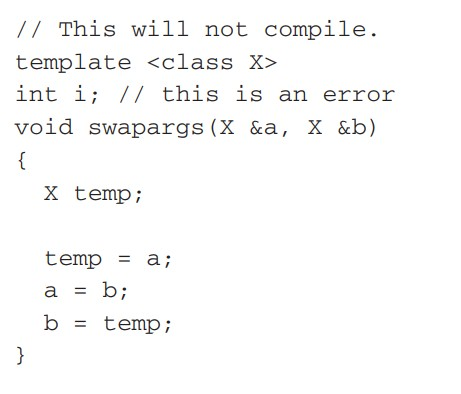 // This will not compile.
template <class X>
int i; // this is an error
void swapargs(X &a, X &b)
{
  X temp;

  temp = a;
  a = b;
  b = temp;
}